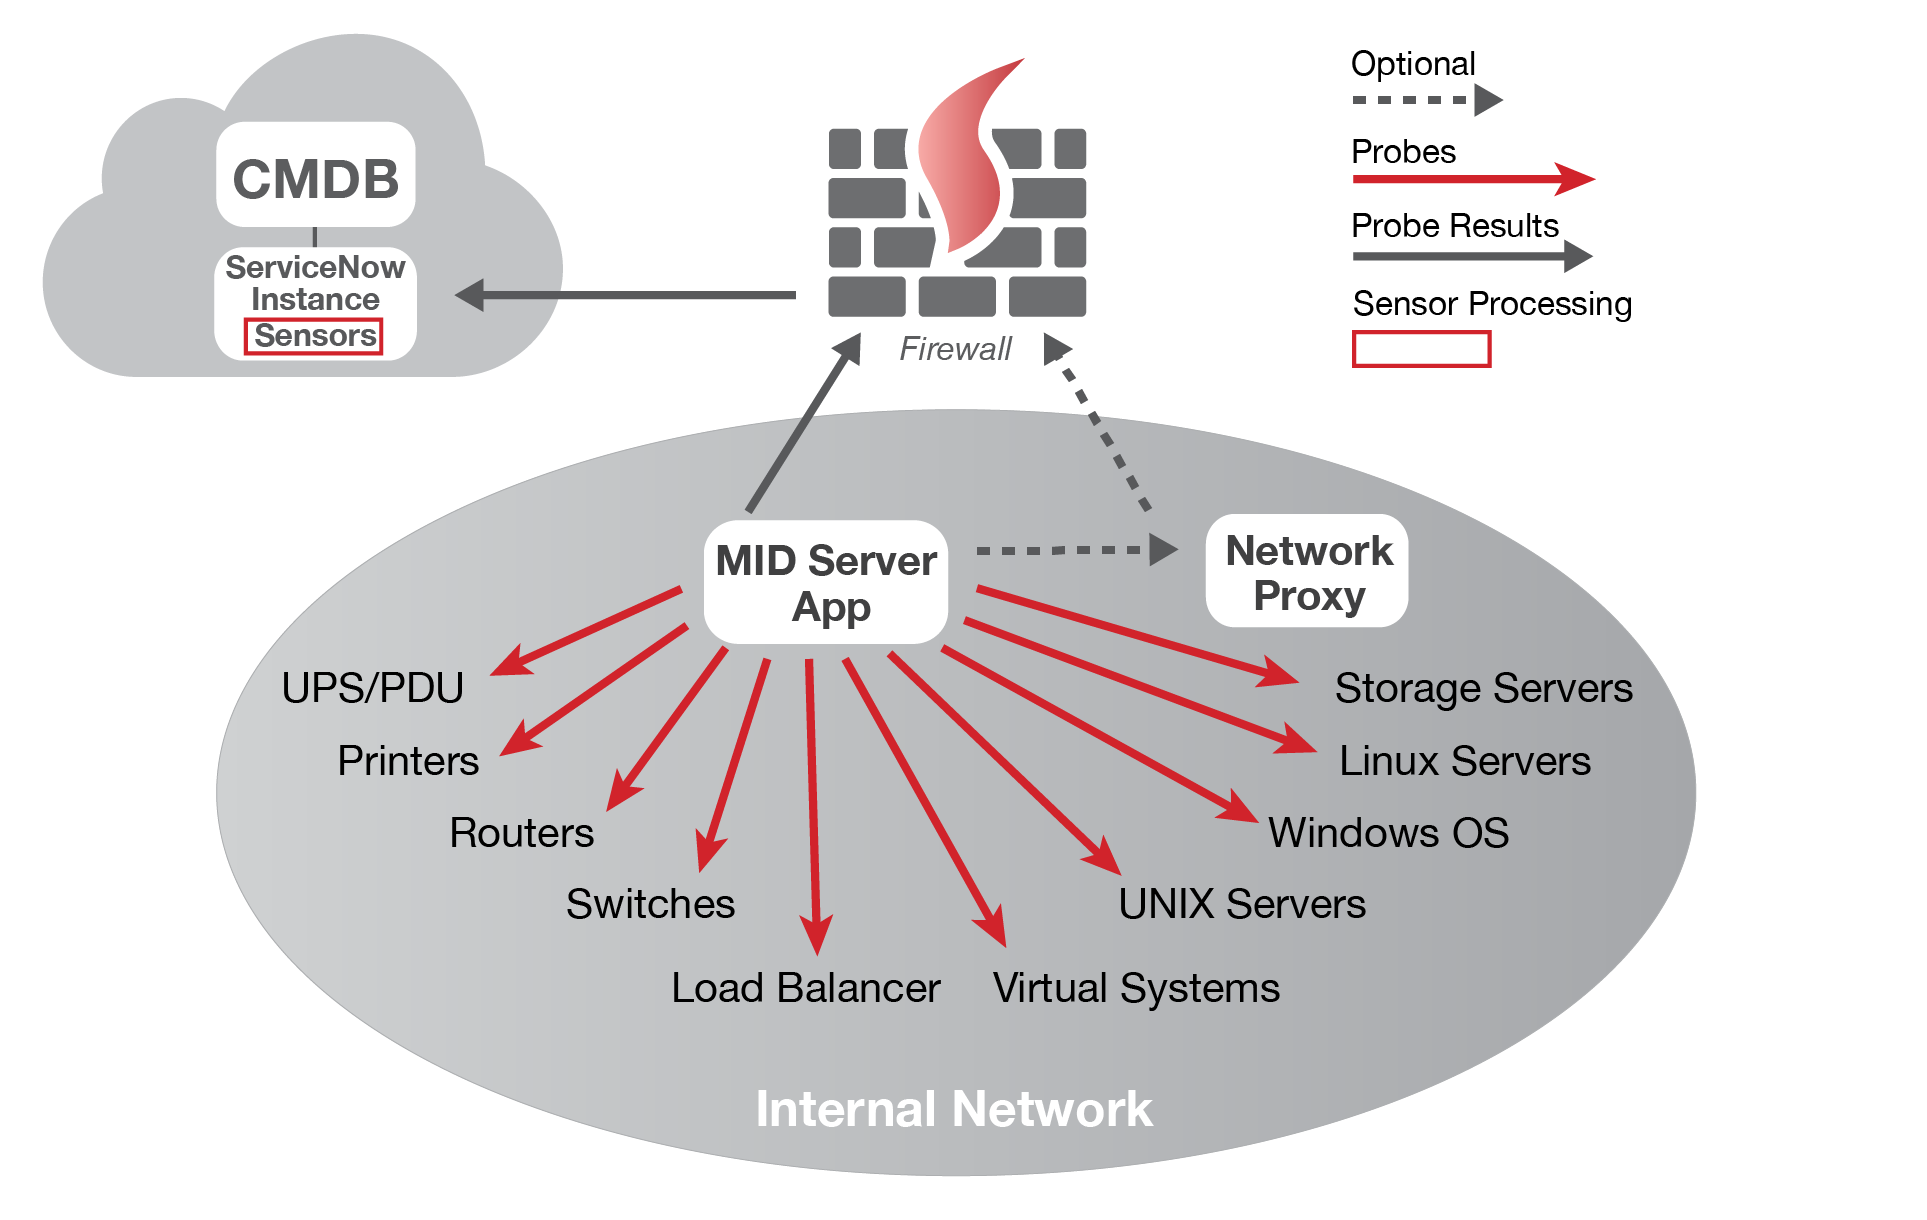 CMDB
ServiceNow
Instance
Sensors
Firewall
Optional
Probes
Probe Results
Sensor Processing
MID Server
App
Network
Proxy
UPS/PDU
Printers
Routers
Switches
Load Balancer
Virtual Systems
UNIX Servers
Windows OS
Linux Servers
Storage Servers
Internal Network